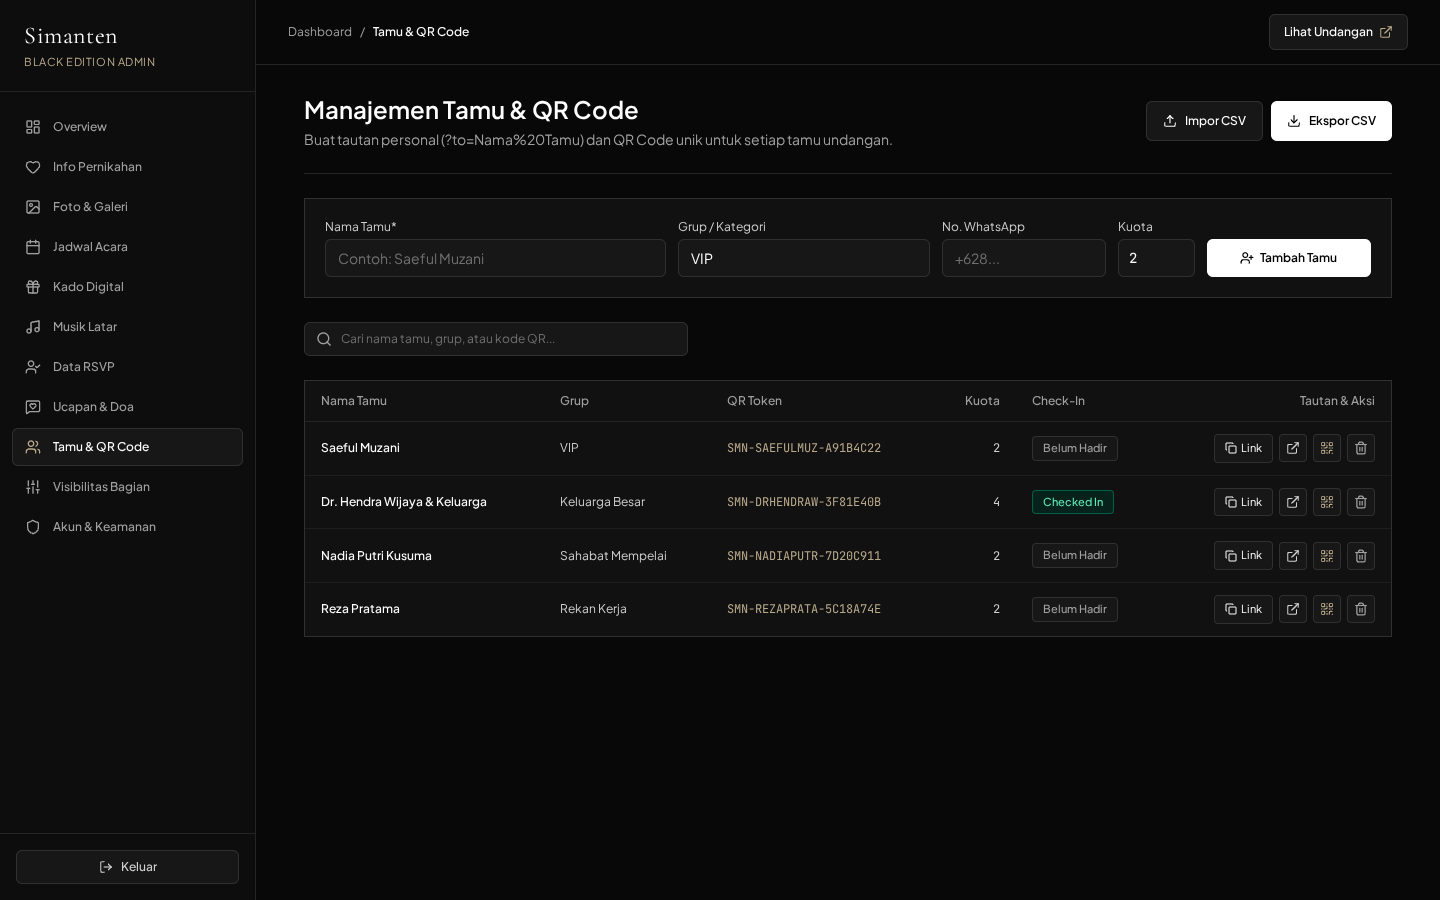 Simanten
BLACK EDITION ADMIN
Overview
Info Pernikahan
Foto & Galeri
Jadwal Acara
Kado Digital
Musik Latar
Data RSVP
Ucapan & Doa
Tamu & QR Code
Visibilitas Bagian
Akun & Keamanan
Keluar
Dashboard / Tamu & QR Code
Lihat Undangan
Manajemen Tamu & QR Code
Buat tautan personal (?to=Nama%20Tamu) dan QR Code unik untuk setiap tamu undangan.
Impor CSV
Ekspor CSV
Nama Tamu* Grup / Kategori No. WhatsApp Kuota
Contoh: Saeful Muzani VIP +628... 2 Tambah Tamu
Cari nama tamu, grup, atau kode QR...
Nama Tamu Grup QR Token Kuota Check-In Tautan & Aksi
Saeful Muzani VIP SMN-SAEFULMUZ-A91B4C22 2 Belum Hadir Link
Dr. Hendra Wijaya & Keluarga Keluarga Besar SMN-DRHENDRAW-3F81E40B 4 Checked In Link
Nadia Putri Kusuma Sahabat Mempelai SMN-NADIAPUTR-7D20C911 2 Belum Hadir Link
Reza Pratama Rekan Kerja SMN-REZAPRATA-5C18A74E 2 Belum Hadir Link